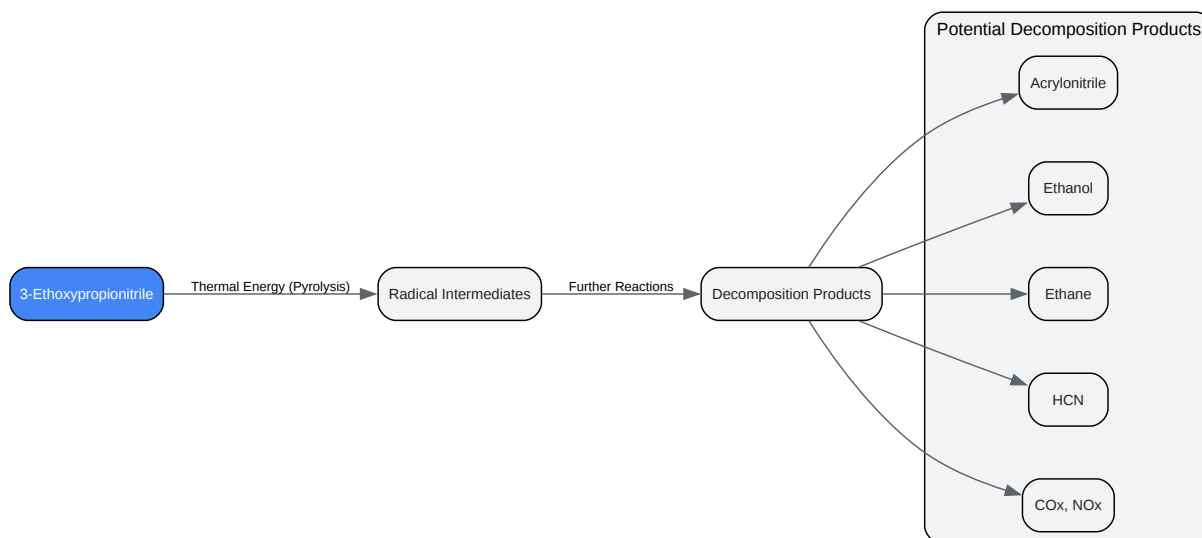 Potential Decomposition Products
Acrylonitrile
Ethanol
3-Ethoxypropionitrile
Thermal Energy (Pyrolysis)
Radical Intermediates
Further Reactions
Decomposition Products
Ethane
HCN
COx, NOx